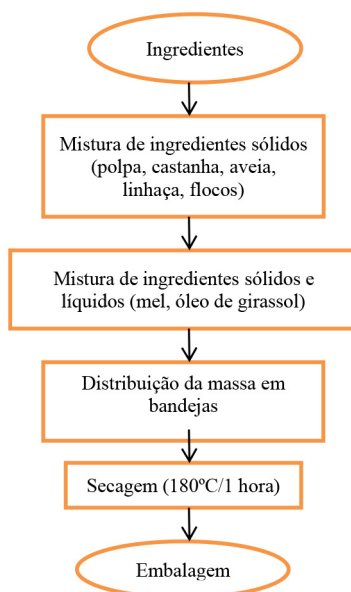 Ingredientes
Mistura de ingredientes sólidos
(polpa, castanha, aveia,
linhaça, flocos)
Mistura de ingredientes sólidos e
líquidos (mel, óleo de girassol)
Distribuição da massa em
bandejas
Secagem (180ºC/1 hora)
Embalagem